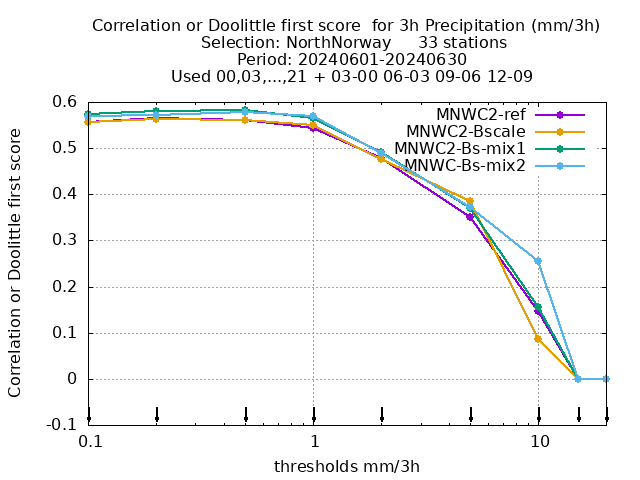 Correlation or Doolittle first score  for 3h Precipitation (mm/3h)
Selection: NorthNorway     33 stations
Period: 20240601-20240630
Used 00,03,...,21 + 03-00 06-03 09-06 12-09
Correlation or Doolittle first score
0.6
0.5
0.4
0.3
0.2
0.1
0
-0.1
MNWC2-ref
MNWC2-Bscale
MNWC2-Bs-mix1
MNWC-Bs-mix2
0.1 1 10
thresholds mm/3h